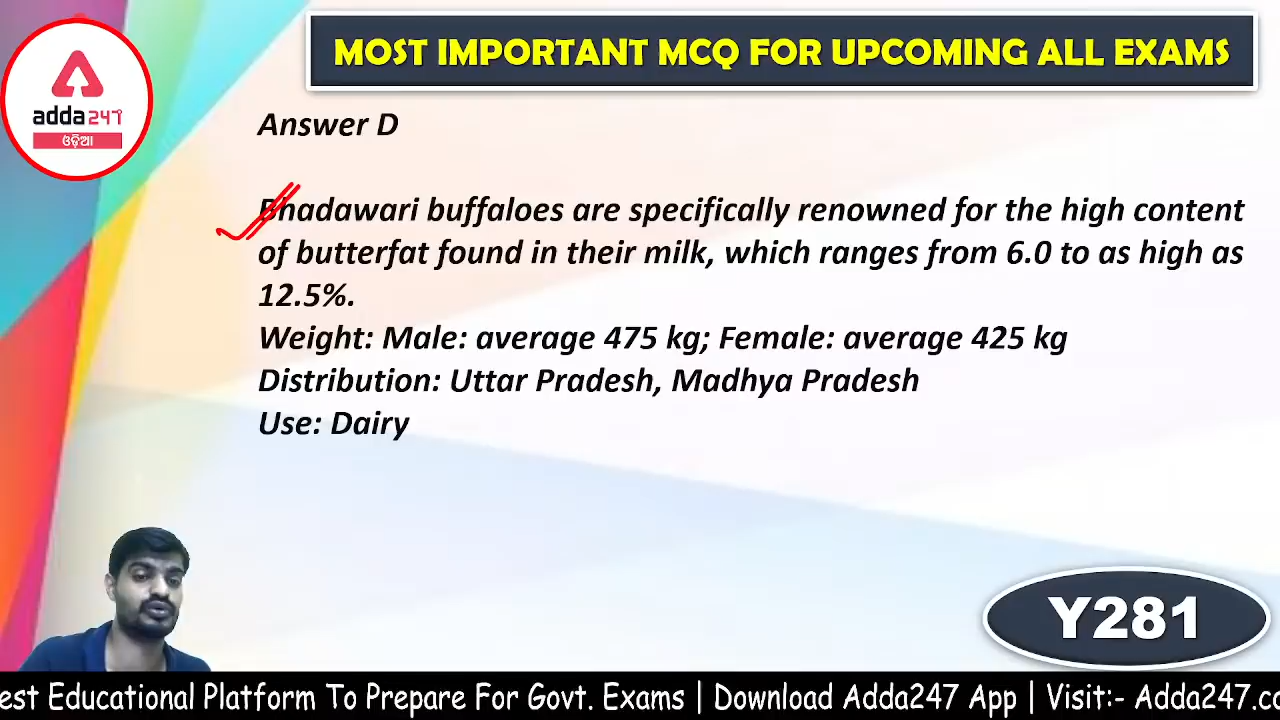 MOST IMPORTANT MCQ FOR UPCOMING ALL EXAMS
adda247
ଓଡ଼ିଆ
Answer D
Bhadawari buffaloes are specifically renowned for the high content
of butterfat found in their milk, which ranges from 6.0 to as high as
12.5%.
Weight: Male: average 475 kg; Female: average 425 kg
Distribution: Uttar Pradesh, Madhya Pradesh
Use: Dairy
Y281
Educational Platform To Prepare For Govt. Exams | Download Adda247 App | Visit:-